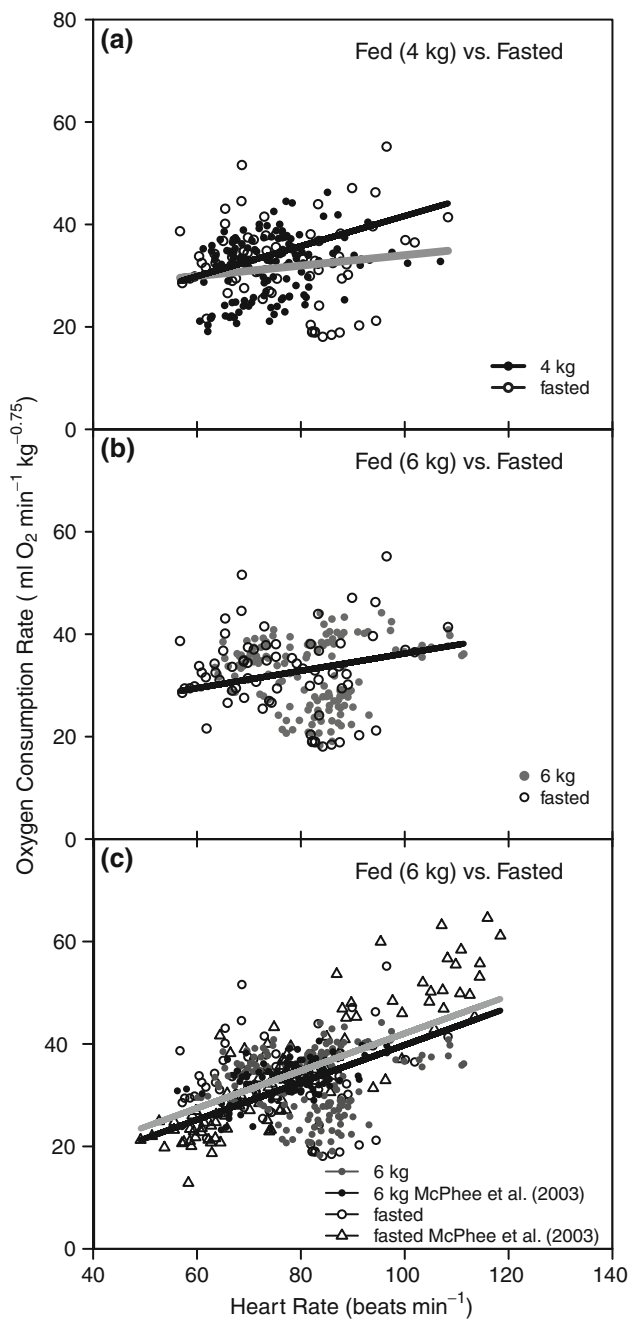 80
(a)
Fed (4 kg) vs. Fasted
60
40
20
4 kg
fasted
0
(b)
Fed (6 kg) vs. Fasted
60
40
20
6 kg
fasted
0
(c)
Fed (6 kg) vs. Fasted
60
40
20
6 kg
6 kg McPhee et al. (2003)
fasted
fasted McPhee et al. (2003)
0
40 60 80 100 120 140
Heart Rate (beats min⁻¹)
Oxygen Consumption Rate ( ml O₂ min⁻¹ kg⁻⁰·⁷⁵)